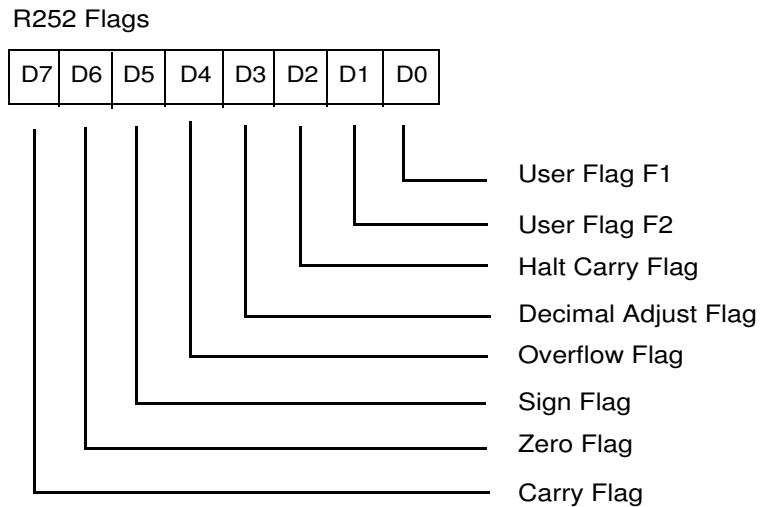 R252 Flags
D7 D6 D5 D4 D3 D2 D1 D0
User Flag F1
User Flag F2
Halt Carry Flag
Decimal Adjust Flag
Overflow Flag
Sign Flag
Zero Flag
Carry Flag